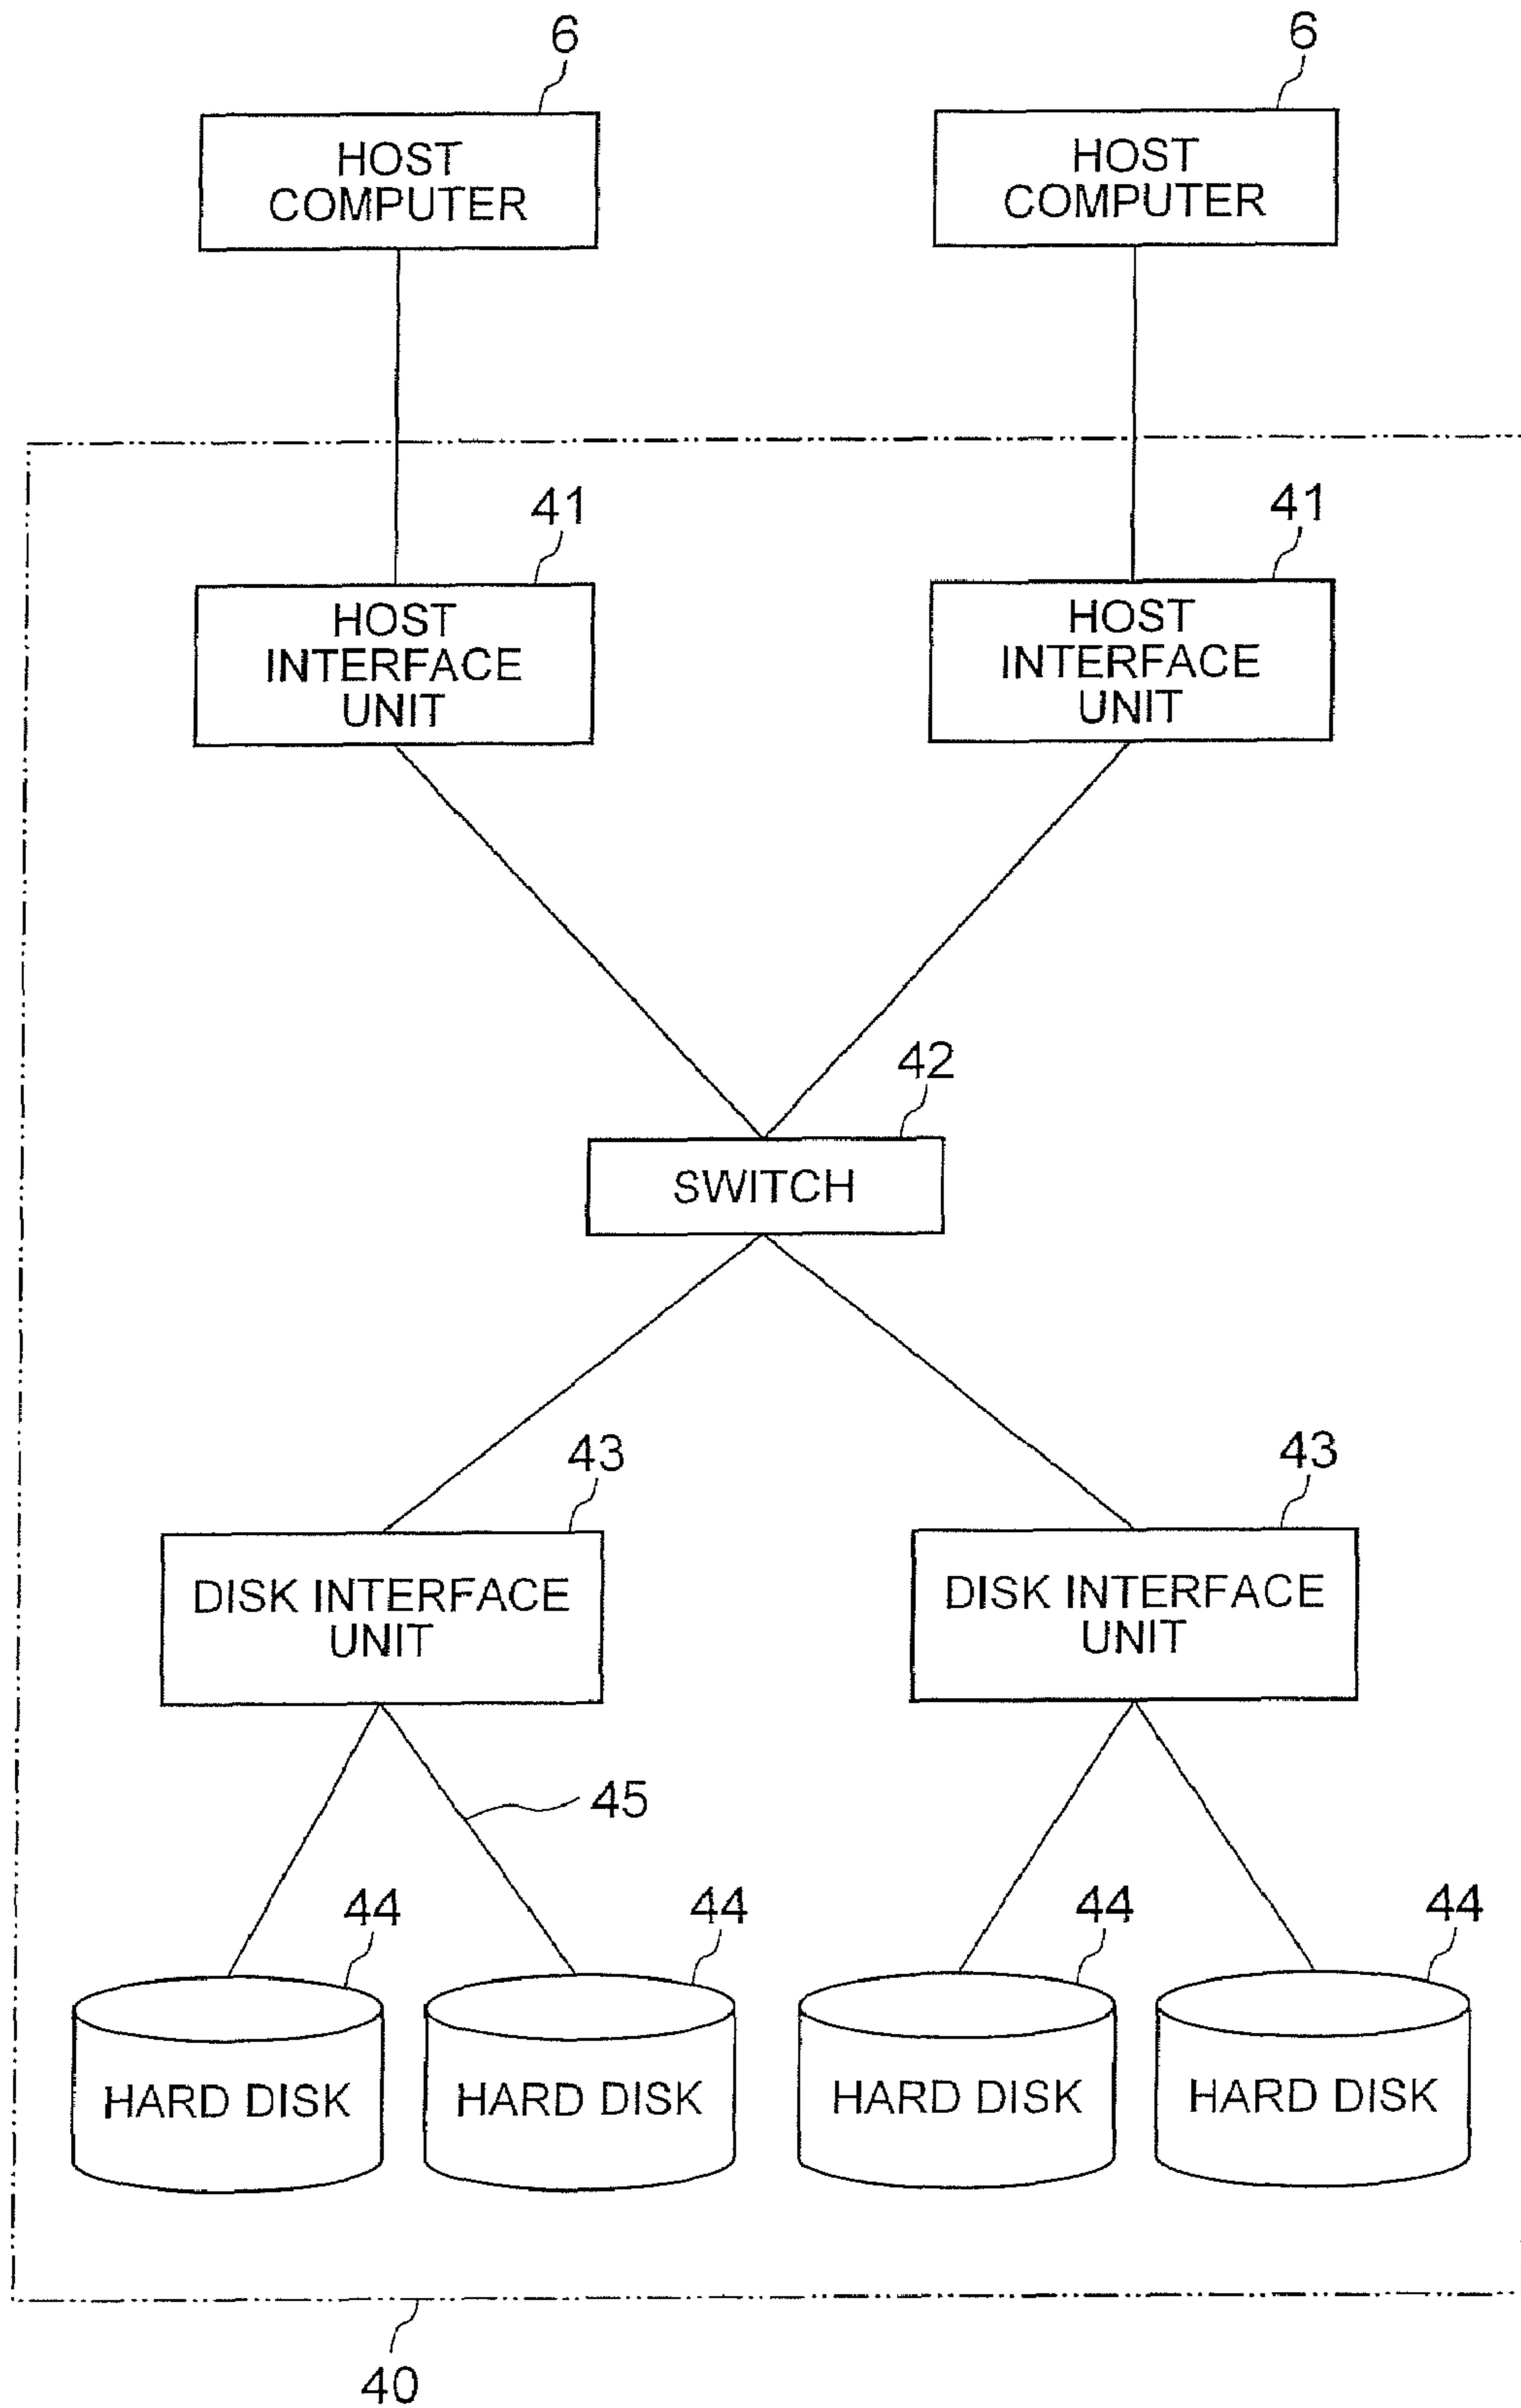 6
6
HOST
COMPUTER
HOST
COMPUTER
41
41
HOST
INTERFACE
UNIT
HOST
INTERFACE
UNIT
42
SWITCH
43
43
DISK INTERFACE
UNIT
DISK INTERFACE
UNIT
45
44
44
44
44
HARD DISK
HARD DISK
HARD DISK
HARD DISK
40